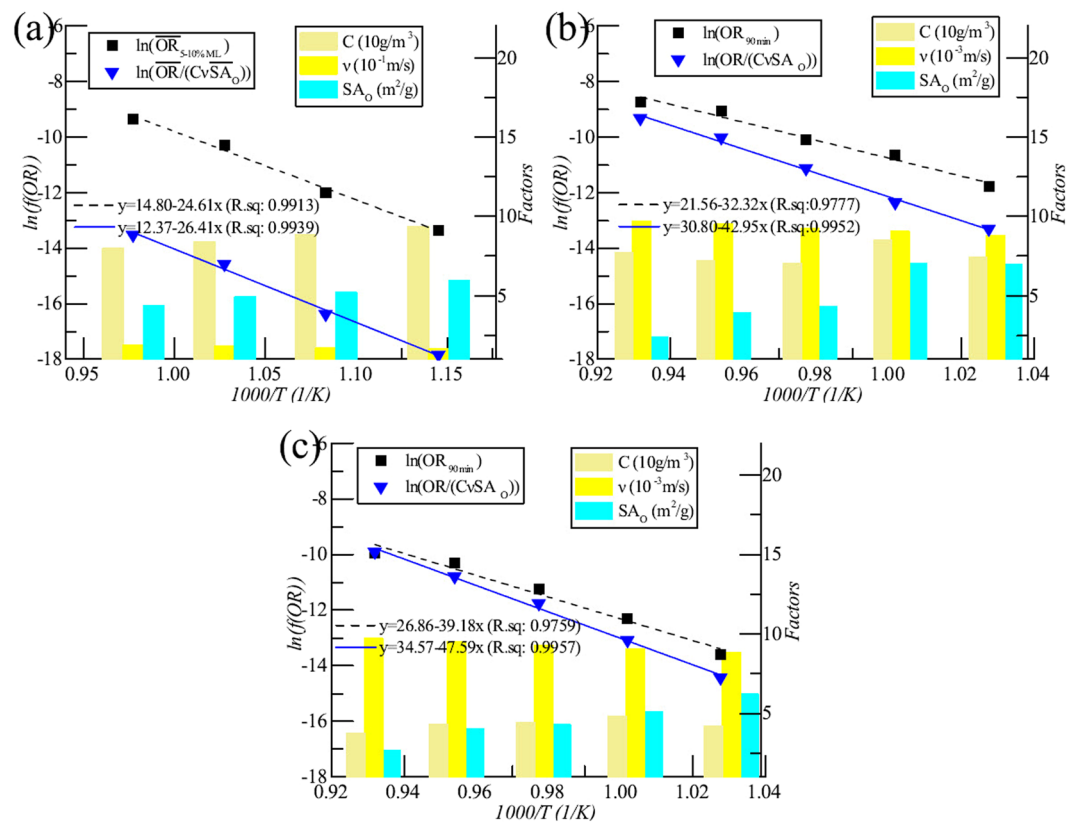 (a)
ln(OR5-10%ML)
ln(OR/(CνSAO))
C (10g/m3)
ν (10-1m/s)
SAO (m2/g)
-6
-8
-10
-12
-14
-16
-18
ln(f(OR))
20
15
10
5
Factors
y=14.80-24.61x (R.sq: 0.9913)
y=12.37-26.41x (R.sq: 0.9939)
0.95
1.00
1.05
1.10
1.15
1000/T (1/K)
(b)
ln(OR90min)
ln(OR/(CνSAO))
C (10g/m3)
ν (10-3m/s)
SAO (m2/g)
-6
-8
-10
-12
-14
-16
-18
ln(f(OR))
20
15
10
5
Factors
y=21.56-32.32x (R.sq:0.9777)
y=30.80-42.95x (R.sq:0.9952)
0.92
0.94
0.96
0.98
1.00
1.02
1.04
1000/T (1/K)
(c)
ln(OR90min)
ln(OR/(CνSAO))
C (10g/m3)
ν (10-3m/s)
SAO (m2/g)
-6
-8
-10
-12
-14
-16
-18
ln(f(OR))
20
15
10
5
Factors
y=26.86-39.18x (R.sq: 0.9759)
y=34.57-47.59x (R.sq: 0.9957)
0.92
0.94
0.96
0.98
1.00
1.02
1.04
1000/T (1/K)